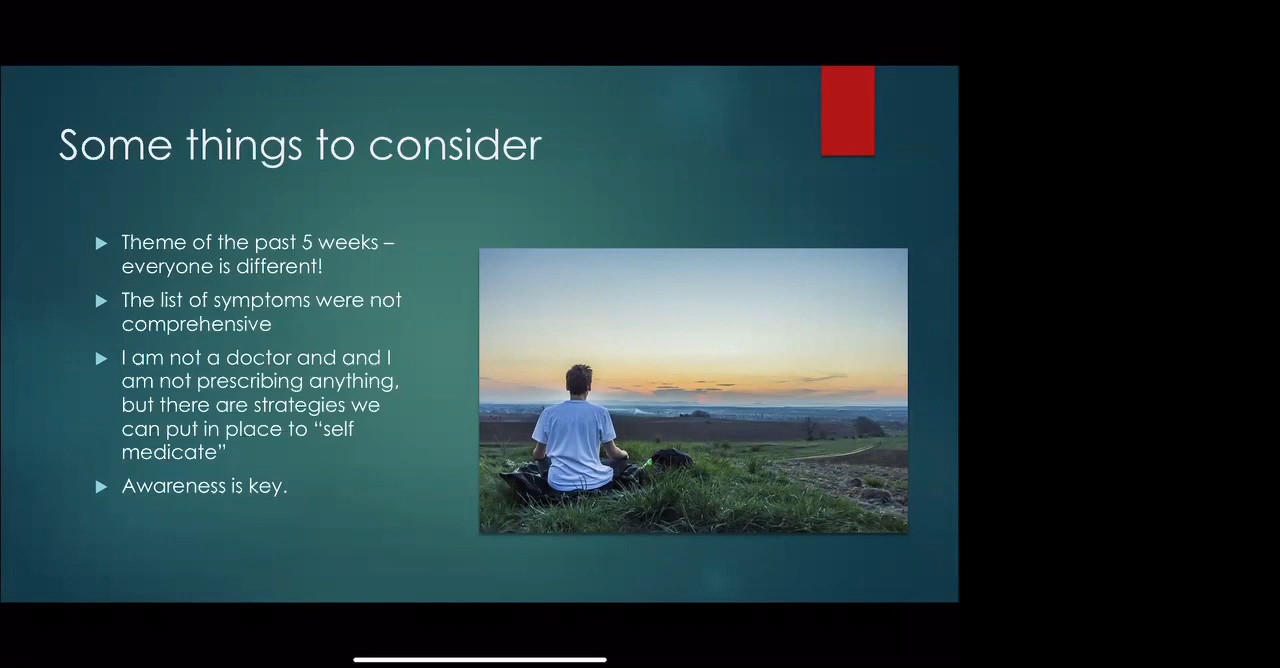 Some things to consider
Theme of the past 5 weeks –
everyone is different!
The list of symptoms were not
comprehensive
I am not a doctor and and I
am not prescribing anything,
but there are strategies we
can put in place to “self
medicate”
Awareness is key.